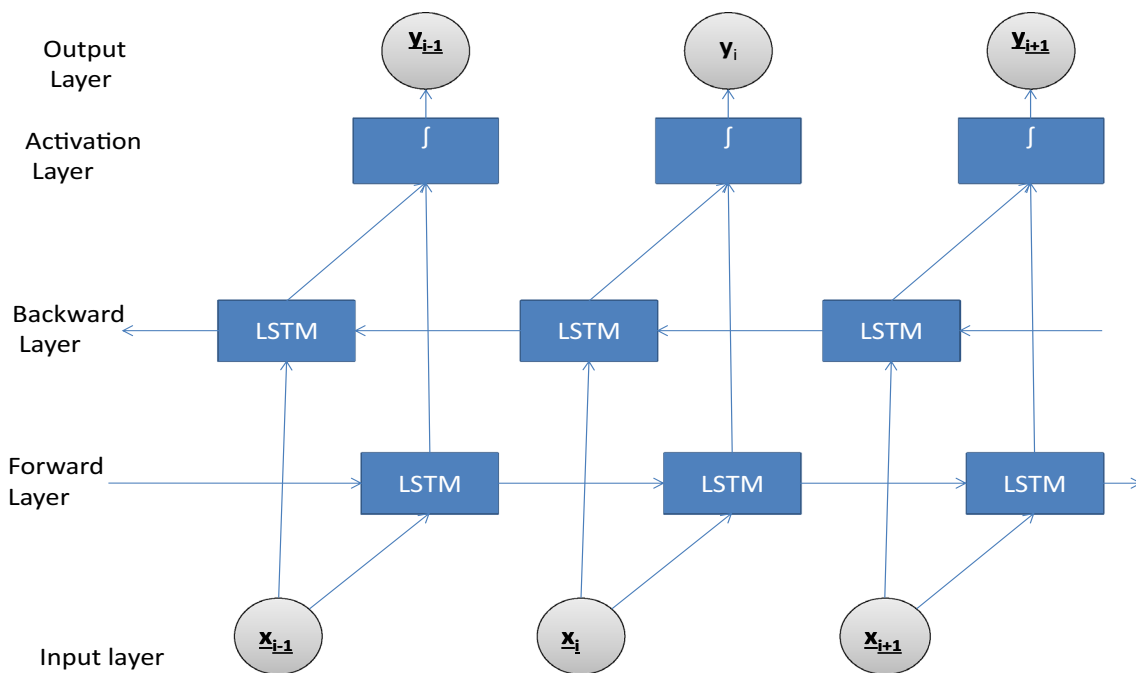 Output
Layer
y_{i-1} y_i y_{i+1}
Activation
Layer
∫ ∫ ∫
Backward
Layer
LSTM LSTM LSTM
Forward
Layer
LSTM LSTM LSTM
x_{i-1} x_i x_{i+1}
Input layer